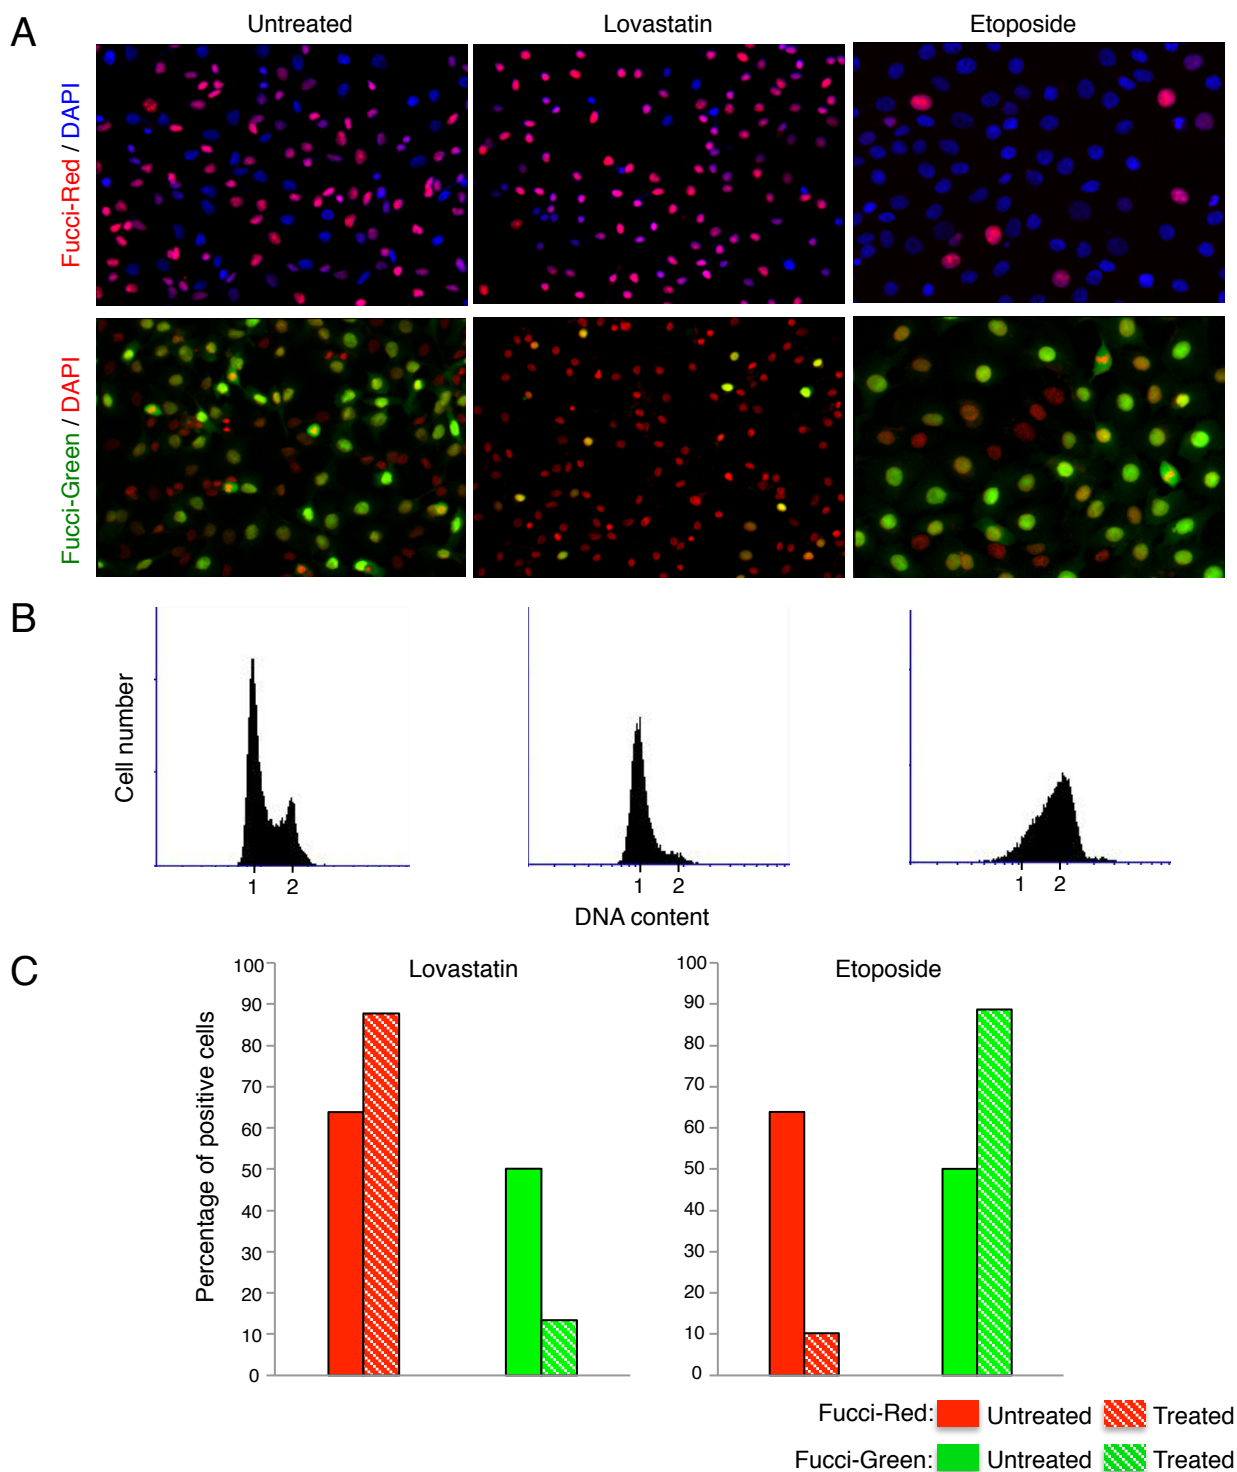 A
Untreated
Lovastatin
Etoposide
Fucci-Red / DAPI
Fucci-Green / DAPI
B
Cell number
1 2
1 2
1 2
DNA content
C
Lovastatin
Etoposide
Percentage of positive cells
100
90
80
70
60
50
40
30
20
10
0
100
90
80
70
60
50
40
30
20
10
0
Fucci-Red: Untreated Treated
Fucci-Green: Untreated Treated